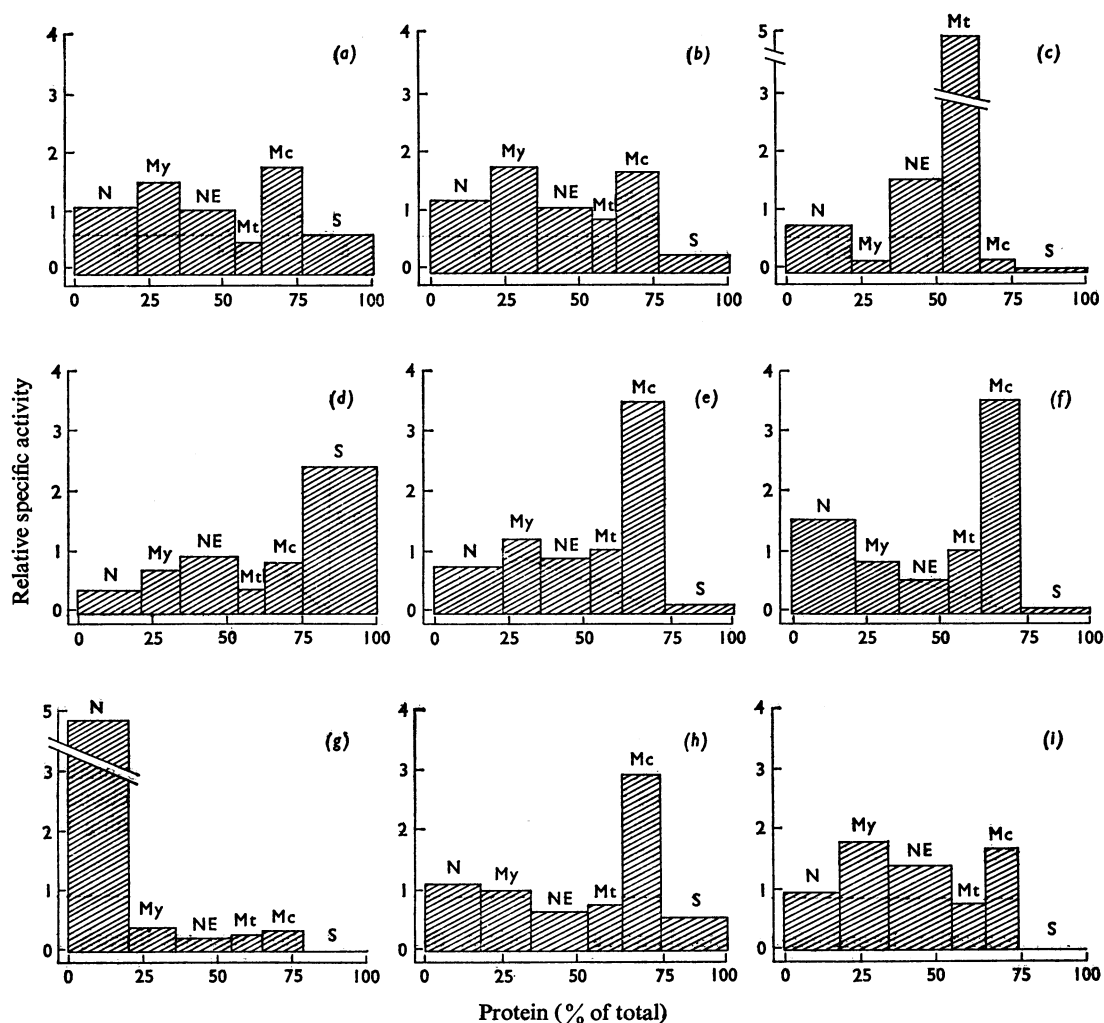 4
3
2
1
0
(a)
N
My
NE
Mt
Mc
S
0 25 50 75 100
4
3
2
1
0
(b)
N
My
NE
Mt
Mc
S
0 25 50 75 100
5
3
2
1
0
(c)
N
My
NE
Mt
Mc
S
0 25 50 75 100
Relative specific activity
4
3
2
1
0
(d)
N
My
NE
Mt
Mc
S
0 25 50 75 100
4
3
2
1
0
(e)
N
My
NE
Mt
Mc
S
0 25 50 75 100
4
3
2
1
0
(f)
N
My
NE
Mt
Mc
S
0 25 50 75 100
5
3
2
1
0
(g)
N
My
NE
Mt
Mc
S
0 25 50 75 100
4
3
2
1
0
(h)
N
My
NE
Mt
Mc
S
0 25 50 75 100
4
3
2
1
0
(i)
N
My
NE
Mt
Mc
S
0 25 50 75 100
Protein (% of total)